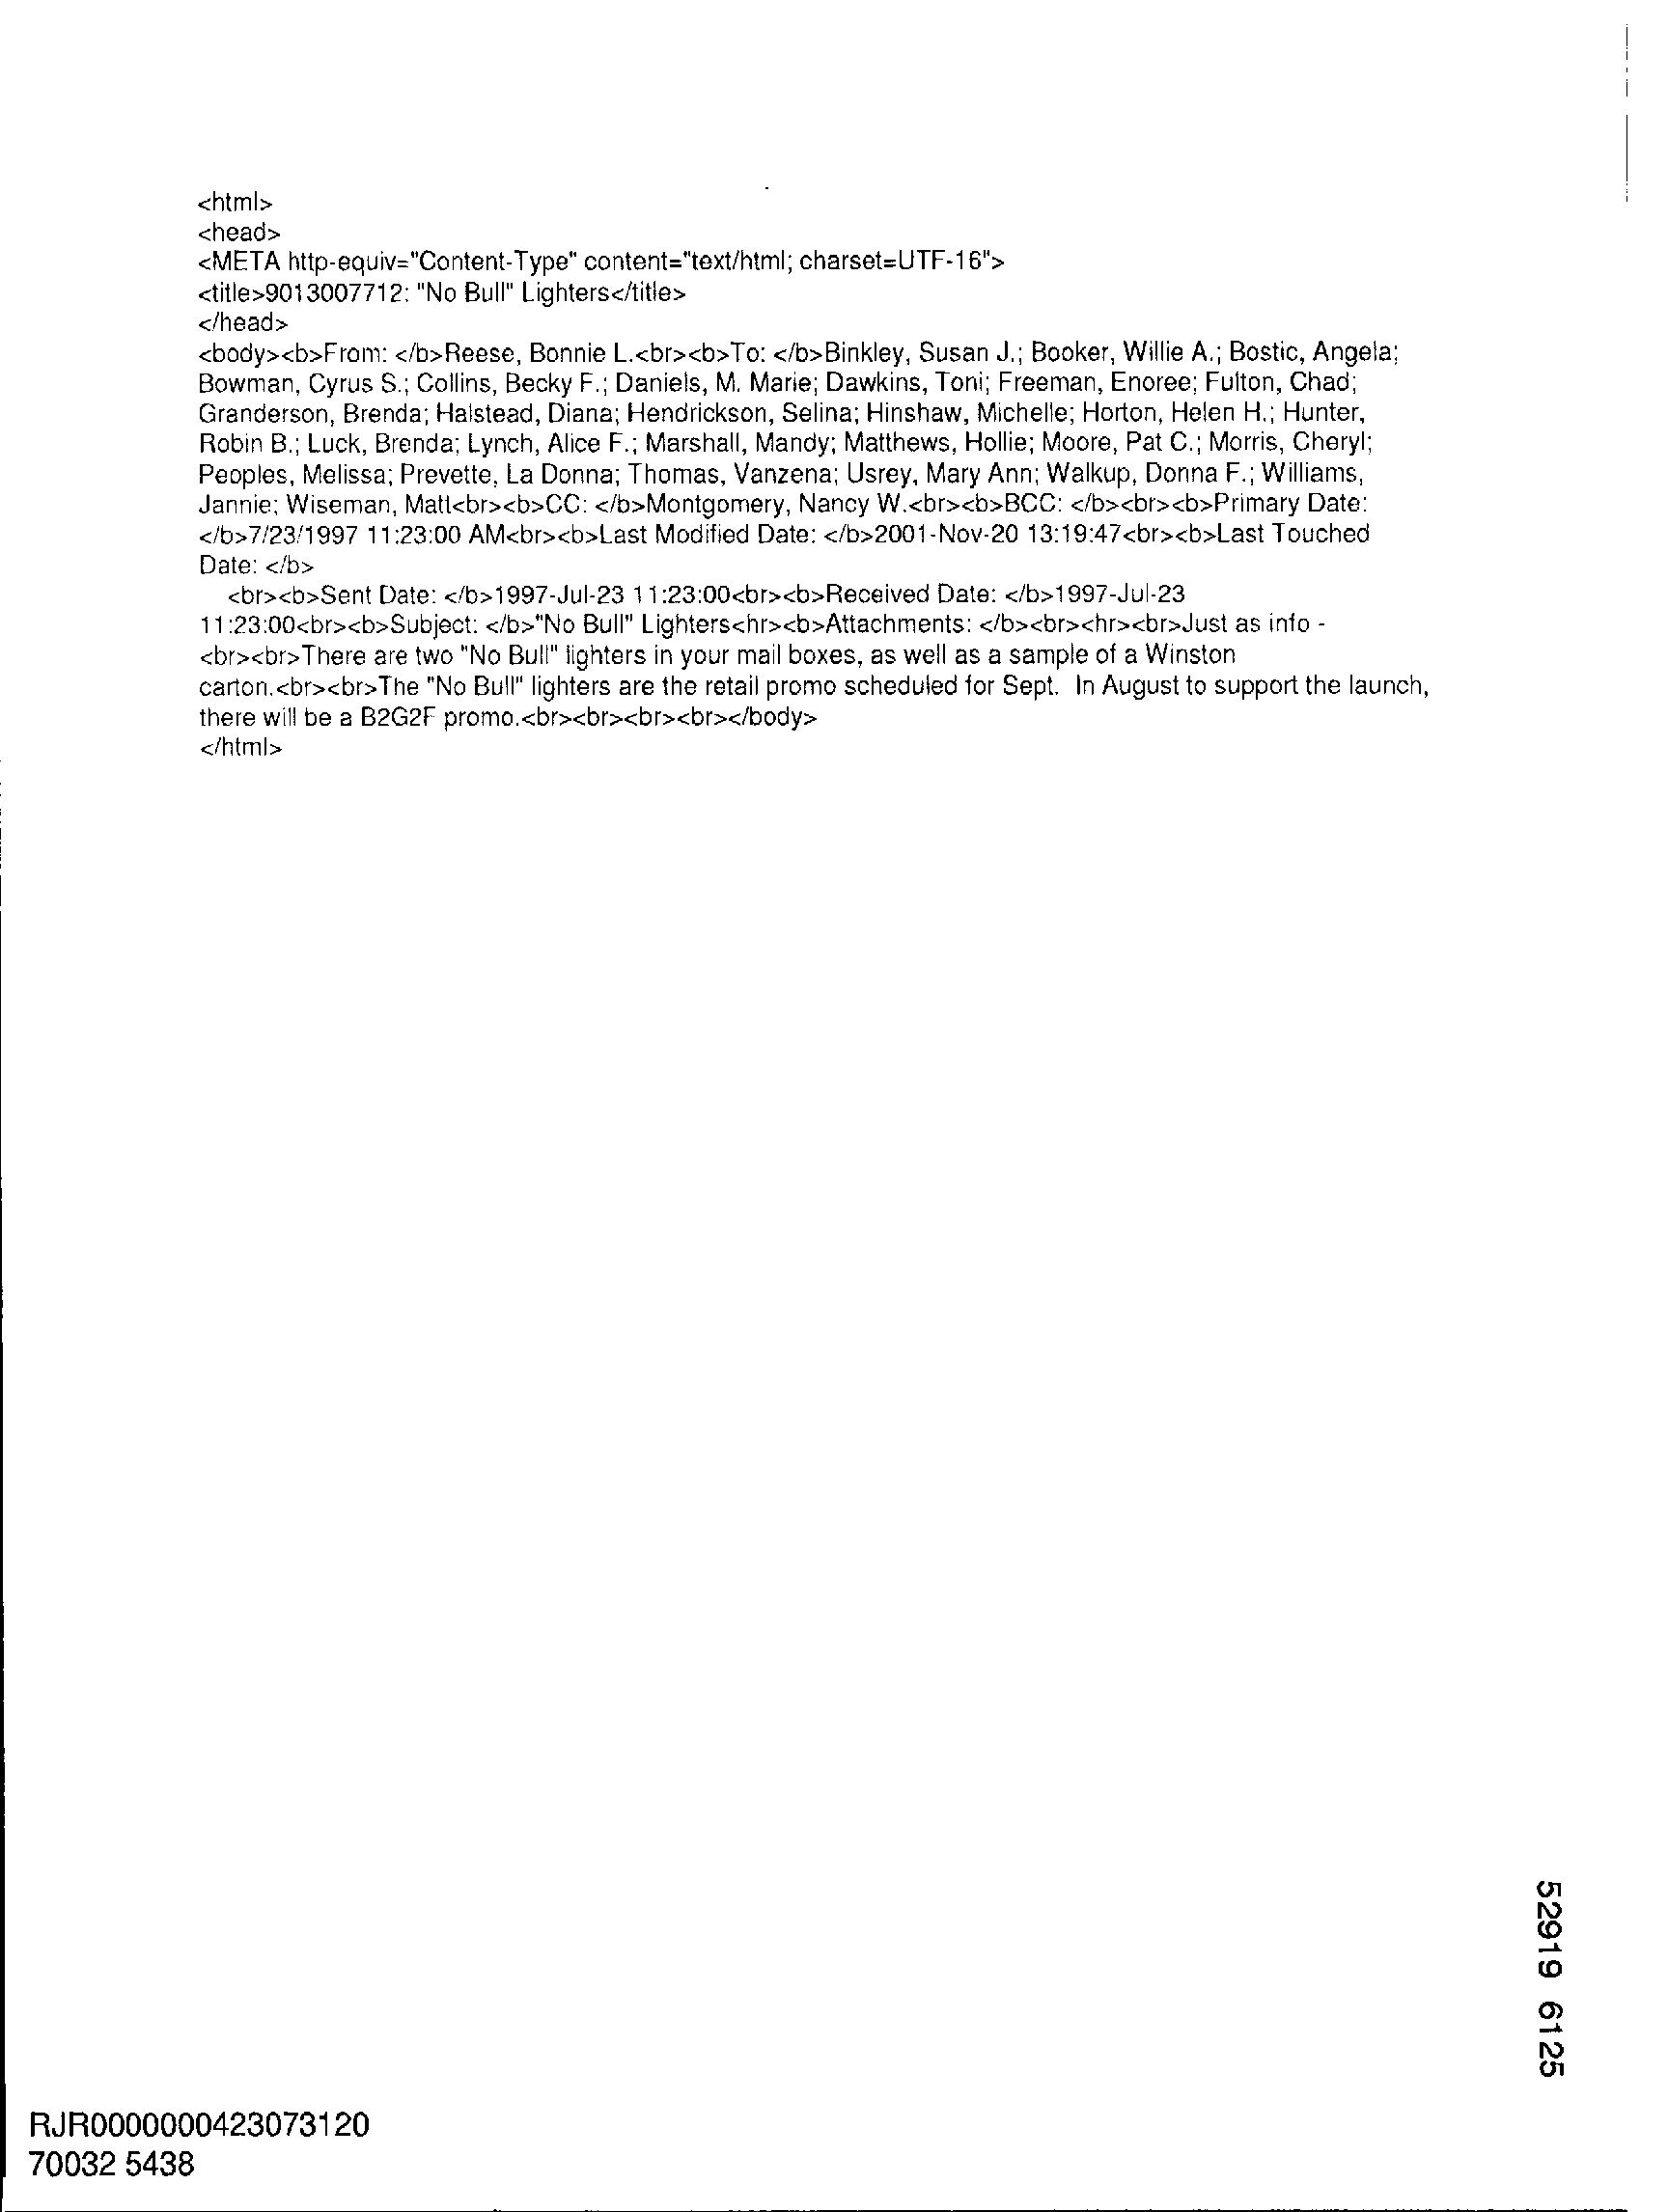 <html>
<head>
<META http-equiv="Content-Type" content="text/html; charset=UTF-16">
<title>9013007712: "No Bull" Lighters</title>
</head>
<body><b>From: </b>Reese, Bonnie L.<br><b>To: </b>Binkley, Susan J.; Booker, Willie A.; Bostic, Angela;
Bowman, Cyrus S.; Collins, Becky F.; Daniels, M. Marie; Dawkins, Toni; Freeman, Enoree; Fulton, Chad;
Granderson, Brenda; Halstead, Diana; Hendrickson, Selina; Hinshaw, Michelle; Horton, Helen H.; Hunter,
Robin B.; Luck, Brenda; Lynch, Alice F.; Marshall, Mandy; Matthews, Hollie; Moore, Pat C.; Morris, Cheryl;
Peoples, Melissa; Prevette, La Donna; Thomas, Vanzena; Usrey, Mary Ann; Walkup, Donna F.; Williams,
Jannie; Wiseman, Matt<br><b>CC: </b>Montgomery, Nancy W.<br><b>BCC: </b><br><b>Primary Date:
</b>7/23/1997 11:23:00 AM<br><b>Last Modified Date: </b>2001-Nov-20 13:19:47<br><b>Last Touched
Date: </b>
<br><b>Sent Date: </b>1997-Jul-23 11:23:00<br><b>Received Date: </b>1997-Jul-23
11:23:00<br><b>Subject: </b>"No Bull" Lighters<hr><b>Attachments: </b><br><hr><br>Just as info -
<br><br>There are two "No Bull" lighters in your mail boxes, as well as a sample of a Winston
carton.<br><br>The "No Bull" lighters are the retail promo scheduled for Sept.  In August to support the launch,
there will be a B2G2F promo.<br><br><br><br></body>
</html>
52919 6125
RJR0000000423073120
70032 5438